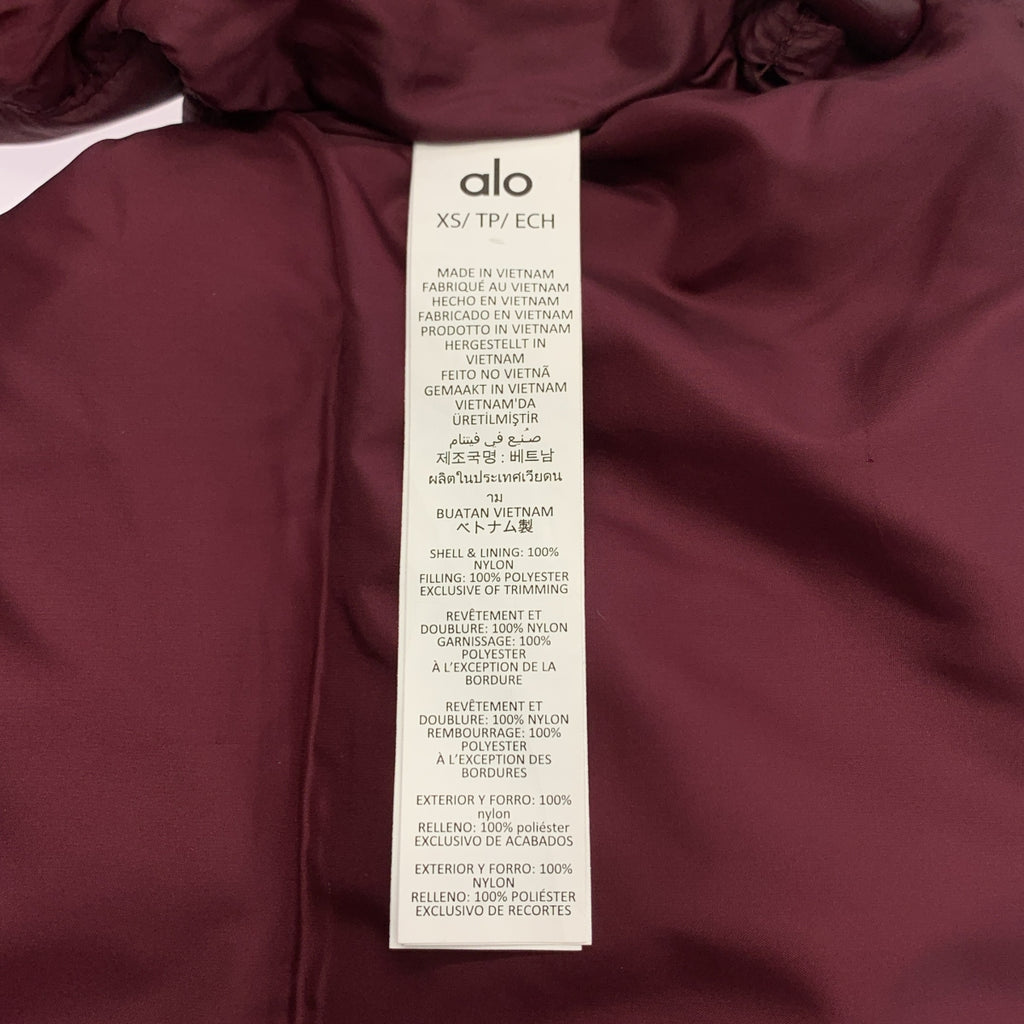 alo
XS/ TP/ ECH
MADE IN VIETNAM
FABRIQUÉ AU VIETNAM
HECHO EN VIETNAM
FABRICADO EN VIETNAM
PRODOTTO IN VIETNAM
HERGESTELLT IN
VIETNAM
FEITO NO VIETNÃ
GEMAAKT IN VIETNAM
VIETNAM'DA
ÜRETİLMİŞTİR
صُنِع في فيتنام
제조국명 : 베트남
ผลิตในประเทศเวียดน
าม
BUATAN VIETNAM
ベトナム製
SHELL & LINING: 100%
NYLON
FILLING: 100% POLYESTER
EXCLUSIVE OF TRIMMING
REVÊTEMENT ET
DOUBLURE: 100% NYLON
GARNISSAGE: 100%
POLYESTER
À L'EXCEPTION DE LA
BORDURE
REVÊTEMENT ET
DOUBLURE: 100% NYLON
REMBOURRAGE: 100%
POLYESTER
À L'EXCEPTION DES
BORDURES
EXTERIOR Y FORRO: 100%
nylon
RELLENO: 100% poliéster
EXCLUSIVO DE ACABADOS
EXTERIOR Y FORRO: 100%
NYLON
RELLENO: 100% POLIÉSTER
EXCLUSIVO DE RECORTES